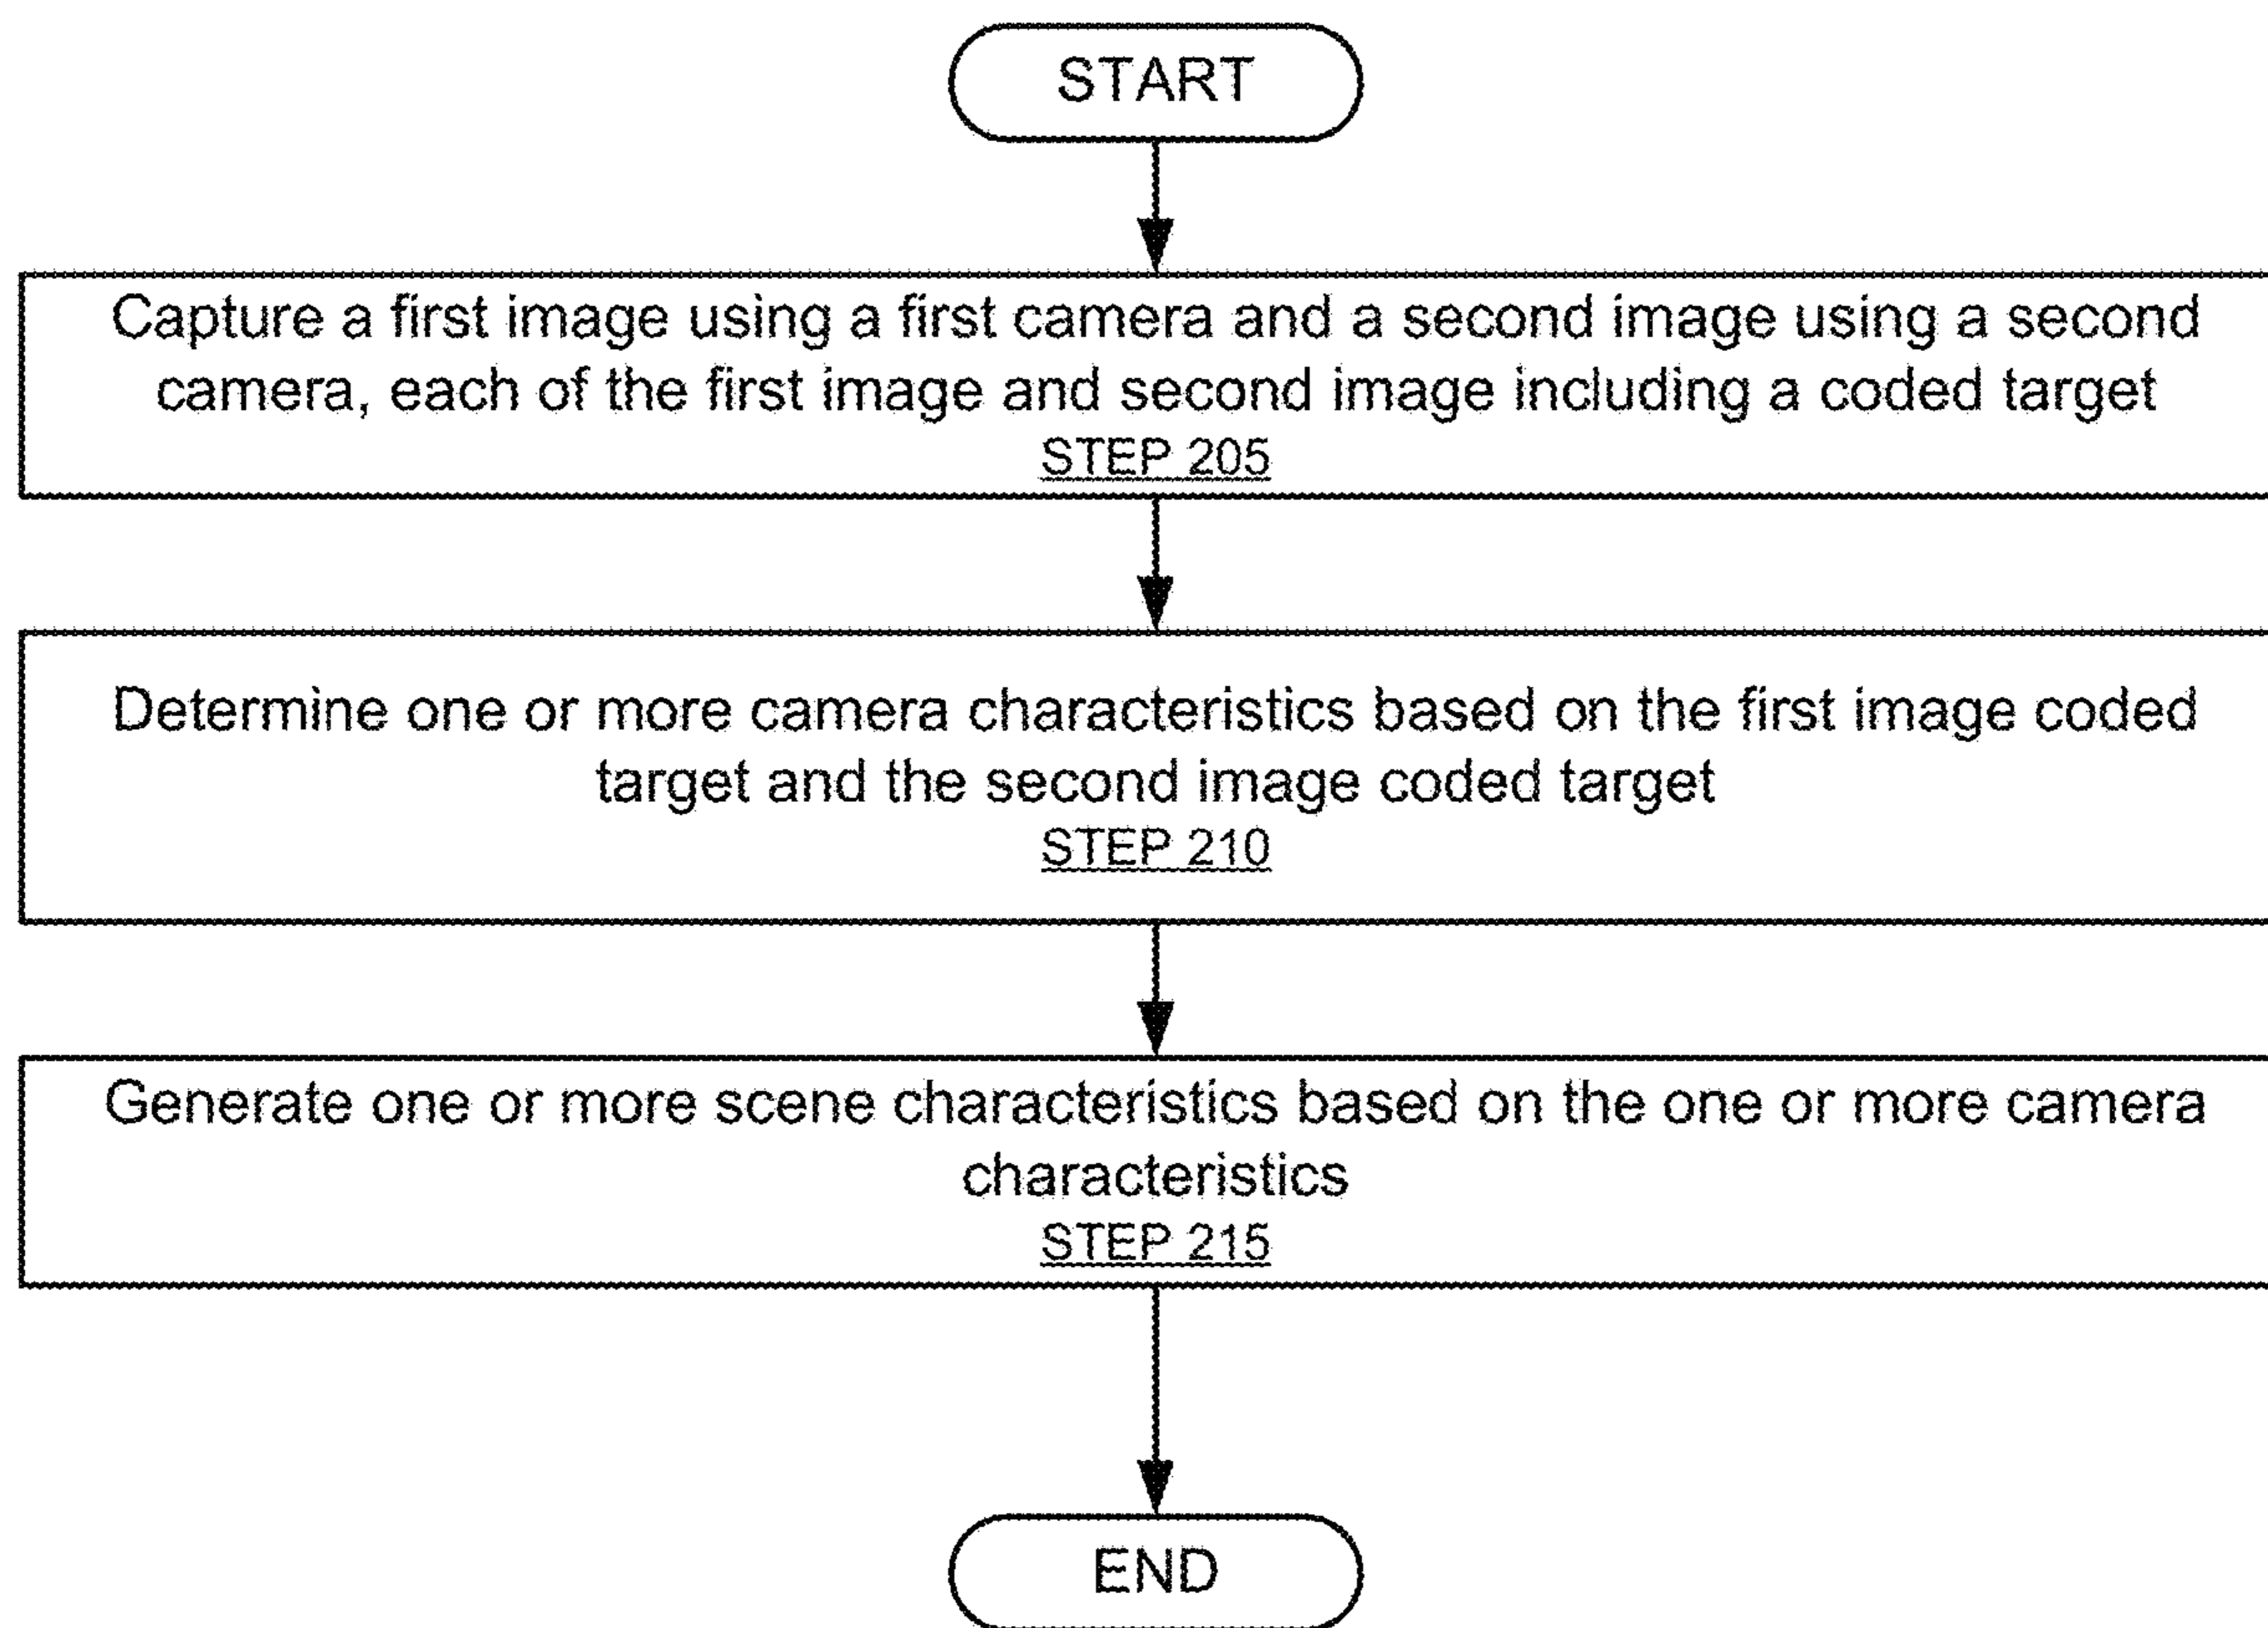 START
Capture a first image using a first camera and a second image using a second
camera, each of the first image and second image including a coded target
STEP 205
Determine one or more camera characteristics based on the first image coded
target and the second image coded target
STEP 210
Generate one or more scene characteristics based on the one or more camera
characteristics
STEP 215
END